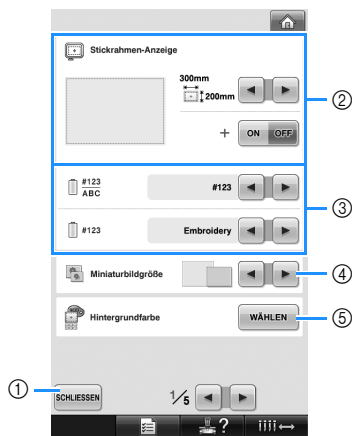 Stickrahmen-Anzeige
300mm
200mm
②
+ ON OFF
#123
ABC
#123
③
#123 Embroidery
Miniaturbildgröße
④
Hintergrundfarbe WÄHLEN
⑤
①
SCHLIESSEN 1/5
?